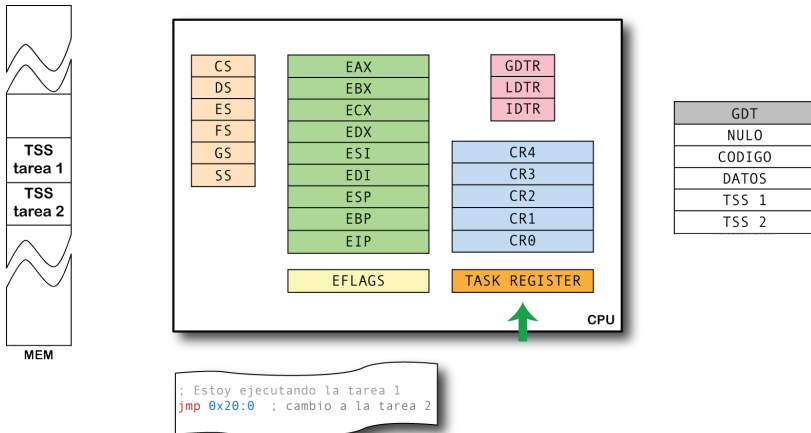 TSS
tarea 1
TSS
tarea 2
MEM
CS
DS
ES
FS
GS
SS
EAX
EBX
ECX
EDX
ESI
EDI
ESP
EBP
EIP
EFLAGS
GDTR
LDTR
IDTR
CR4
CR3
CR2
CR1
CR0
TASK REGISTER
CPU
GDT
NULO
CODIGO
DATOS
TSS 1
TSS 2
; Estoy ejecutando la tarea 1
jmp 0x20:0 ; cambio a la tarea 2